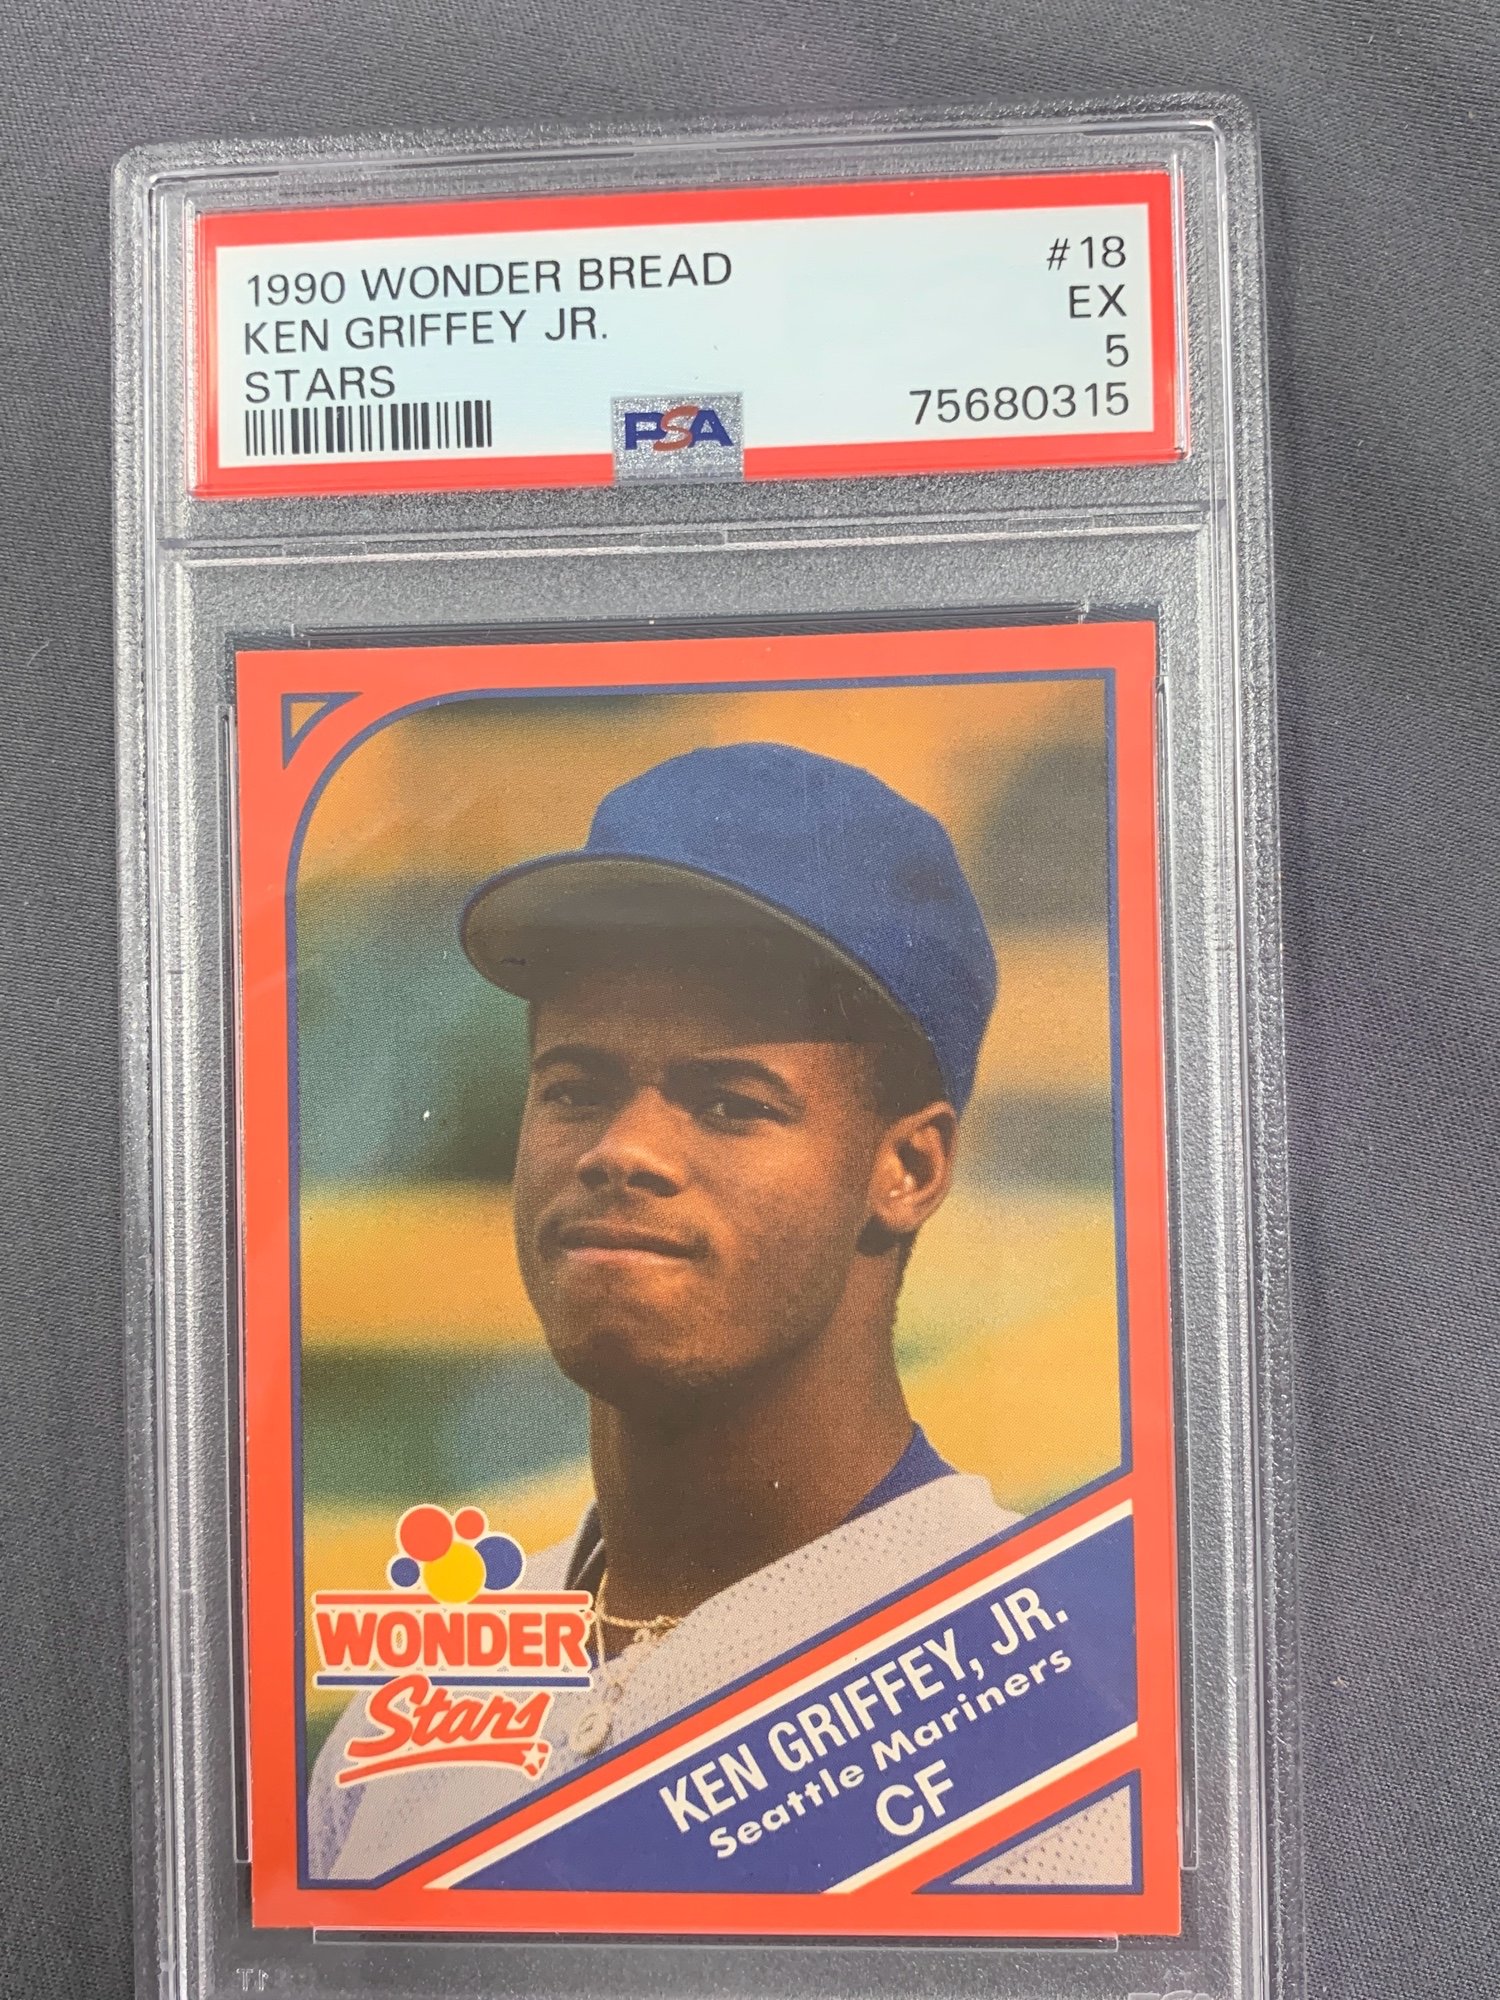 1990 WONDER BREAD
KEN GRIFFEY JR.
STARS
#18
EX
5
75680315
PSA
WONDER
Stars
KEN GRIFFEY, JR.
Seattle Mariners
CF